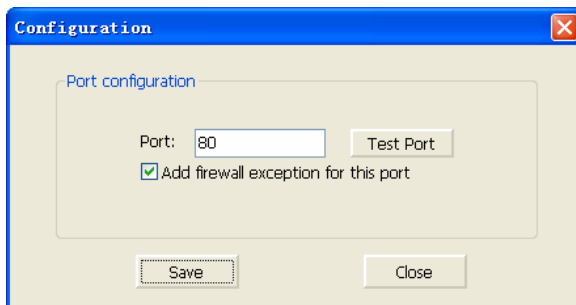 Configuration
Port configuration
Port: 80 Test Port
Add firewall exception for this port
Save Close